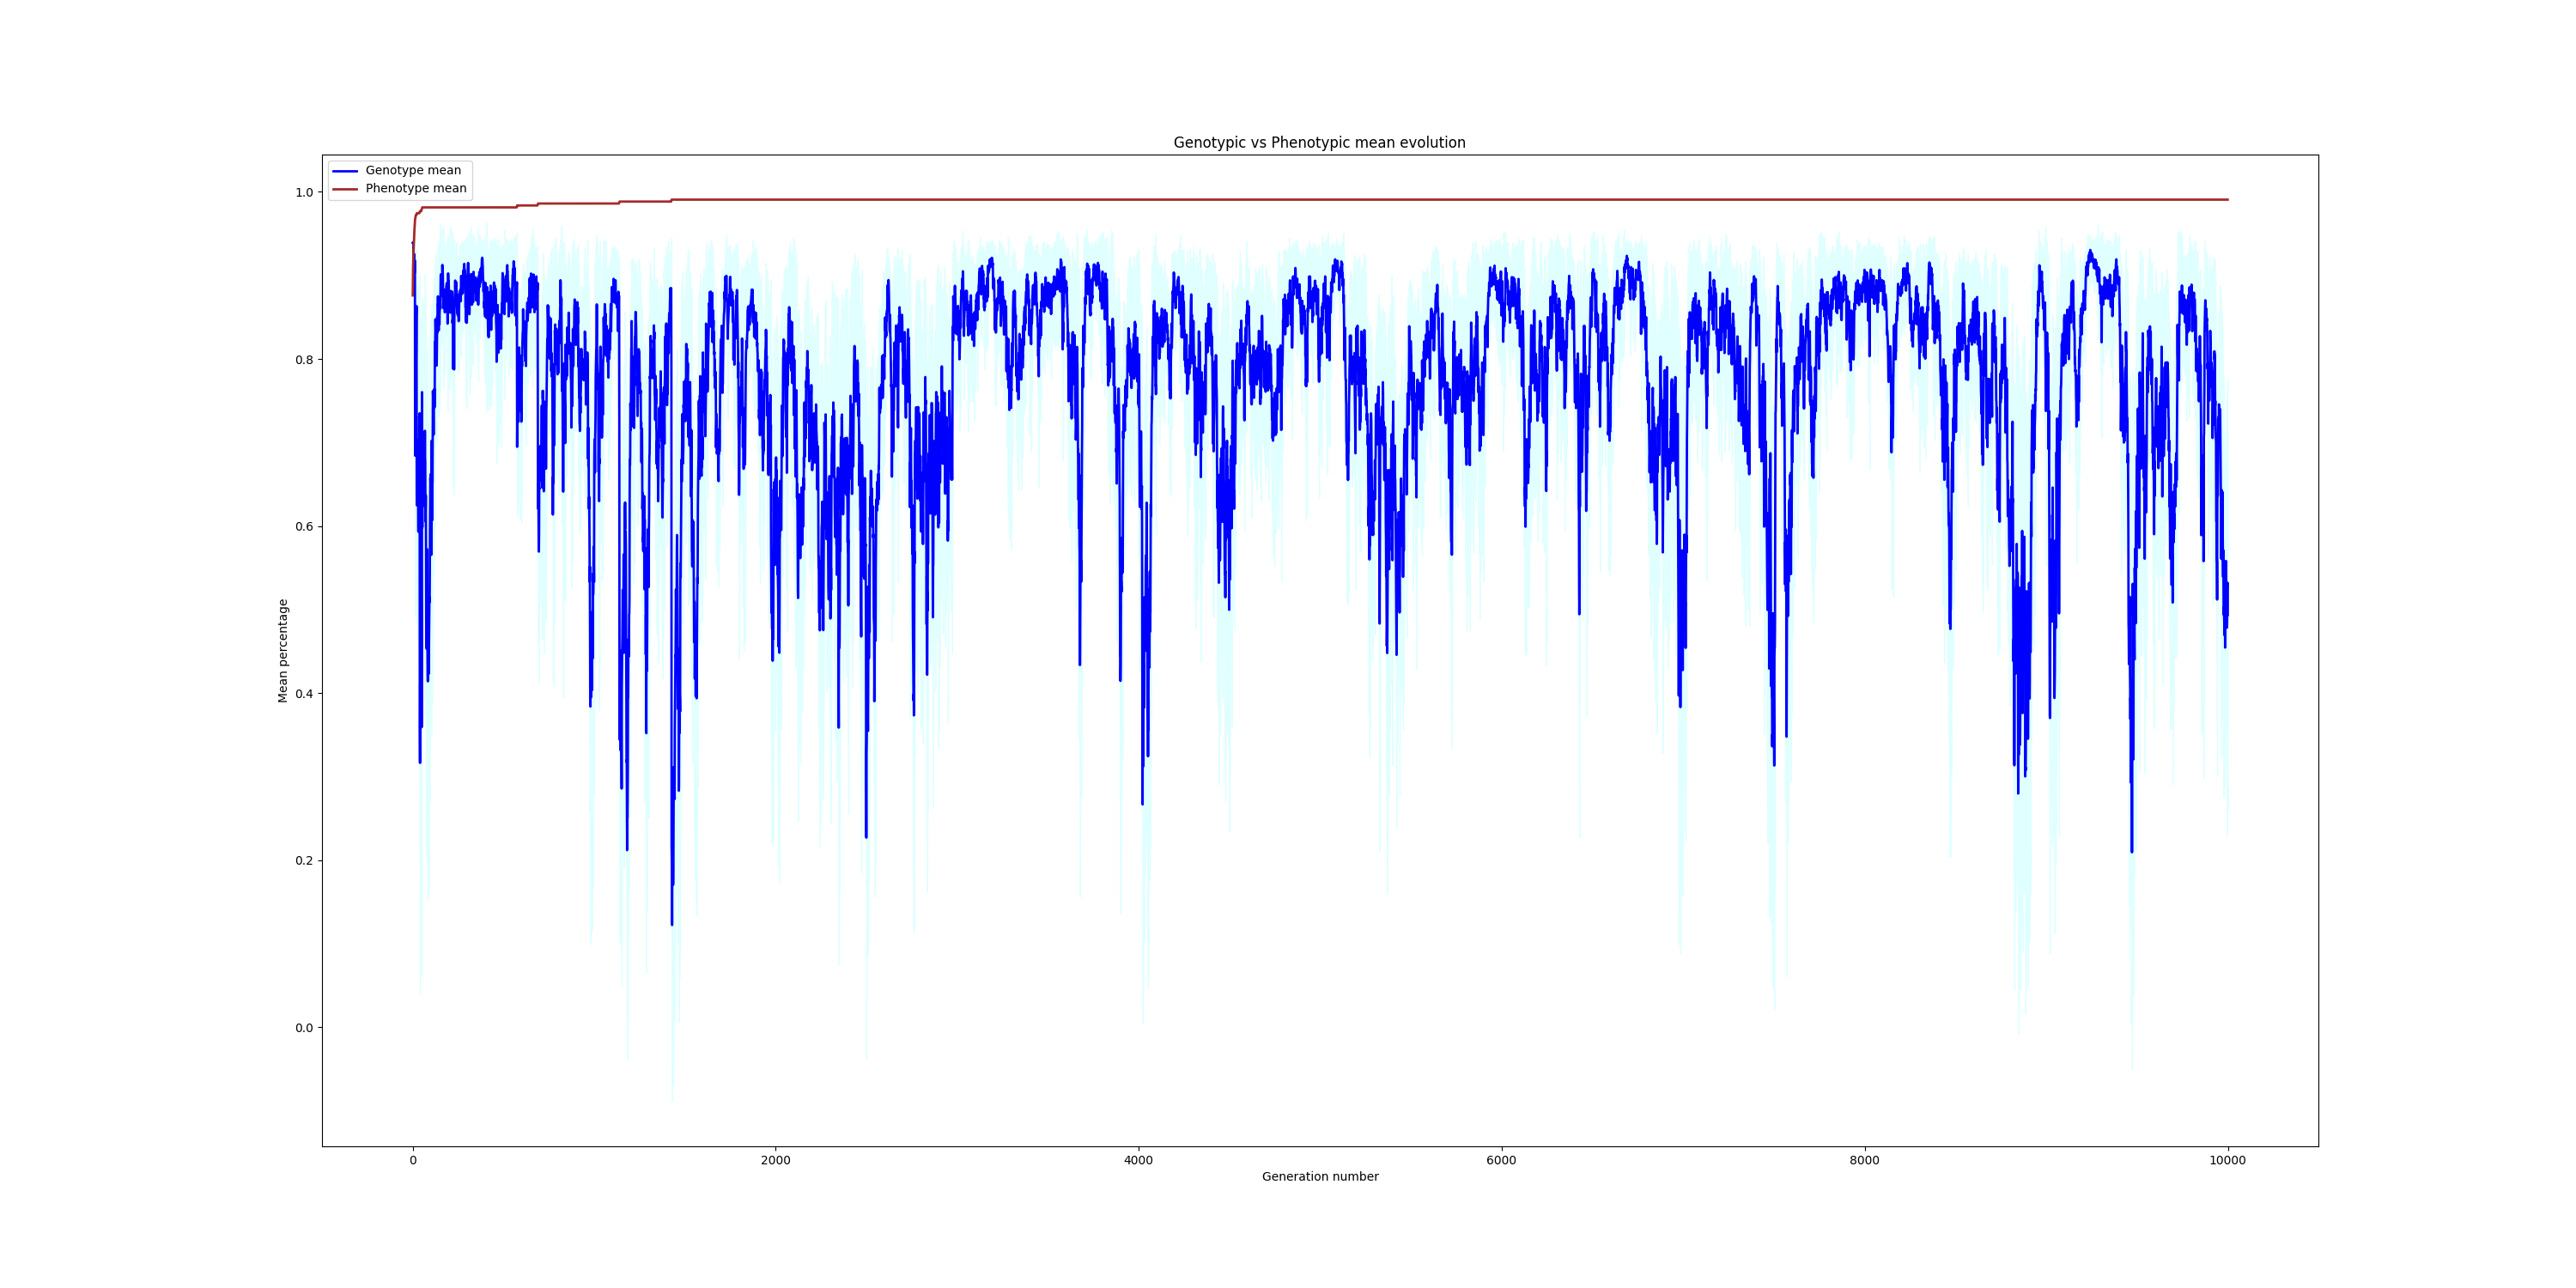 Genotypic vs Phenotypic mean evolution
Genotype mean
Phenotype mean
1.0
0.8
0.6
0.4
0.2
0.0
Mean percentage
0
2000
4000
6000
8000
10000
Generation number